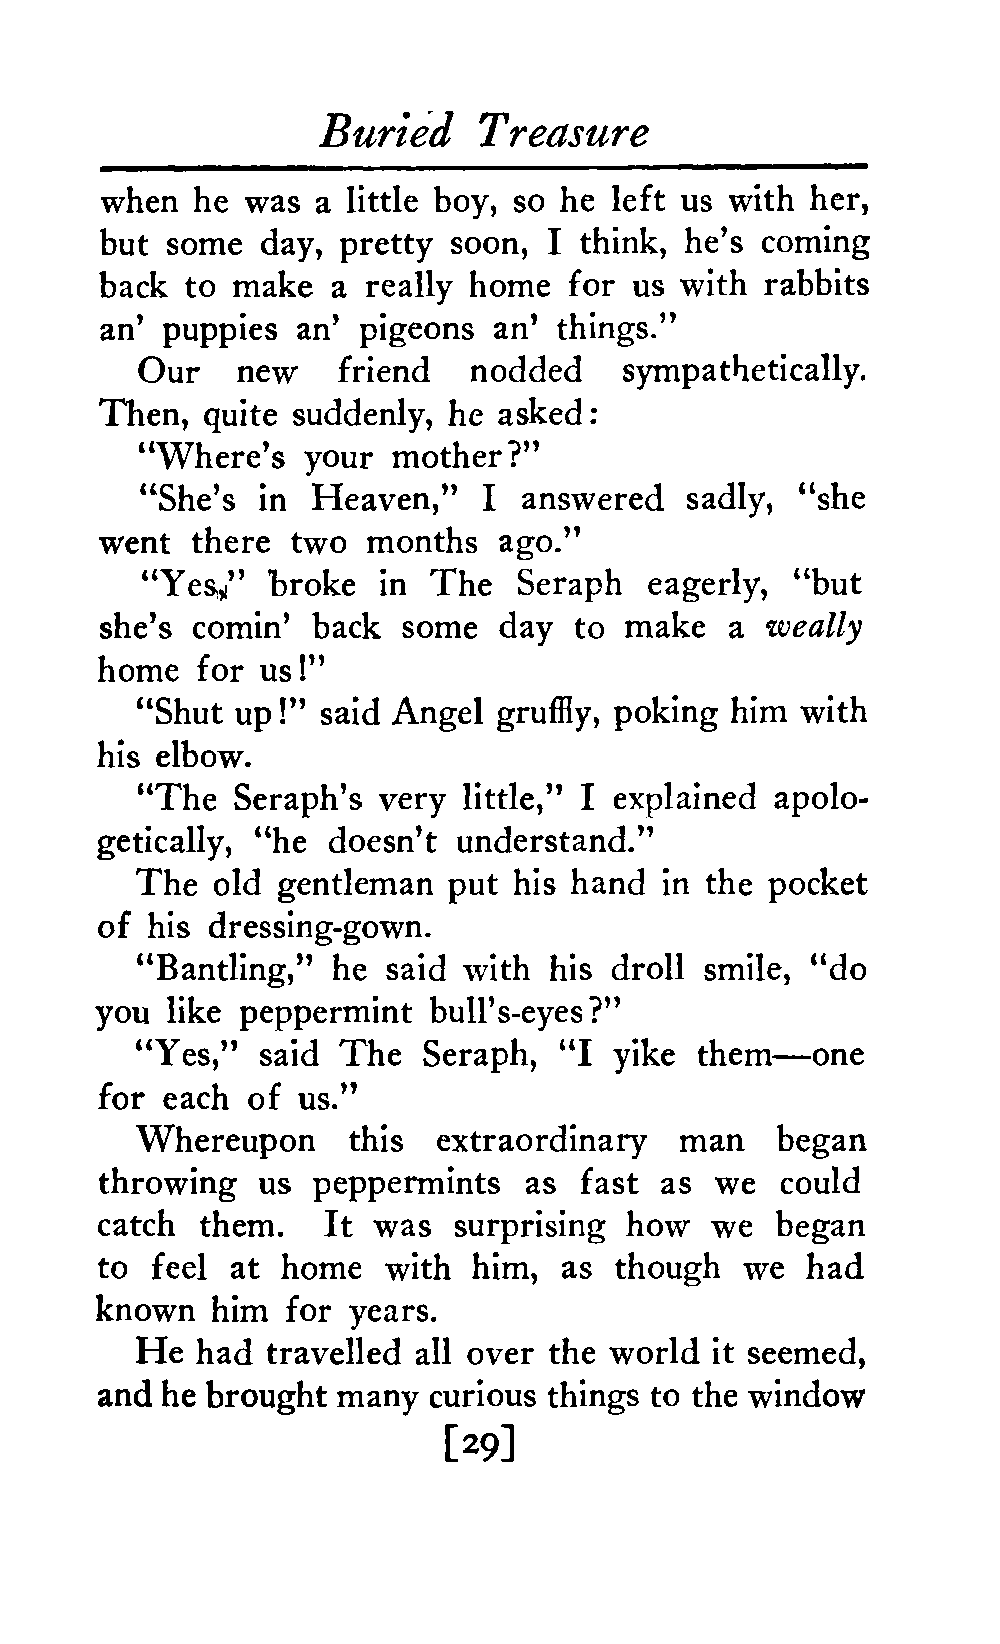 Buried Treasure
when he was a little boy, so he left us with her,
but some day, pretty soon, I think, he's coming
back to make a really home for us with rabbits
an' puppies an' pigeons an' things."
Our new friend nodded sympathetically.
Then, quite suddenly, he asked:
"Where's your mother?"
"She's in Heaven," I answered sadly, "she
went there two months ago."
"Yes," broke in The Seraph eagerly, "but
she's comin' back some day to make a weally
home for us!"
"Shut up!" said Angel gruffly, poking him with
his elbow.
"The Seraph's very little," I explained apolo-
getically, "he doesn't understand."
The old gentleman put his hand in the pocket
of his dressing-gown.
"Bantling," he said with his droll smile, "do
you like peppermint bull's-eyes?"
"Yes," said The Seraph, "I yike them—one
for each of us."
Whereupon this extraordinary man began
throwing us peppermints as fast as we could
catch them. It was surprising how we began
to feel at home with him, as though we had
known him for years.
He had travelled all over the world it seemed,
and he brought many curious things to the window
[29]